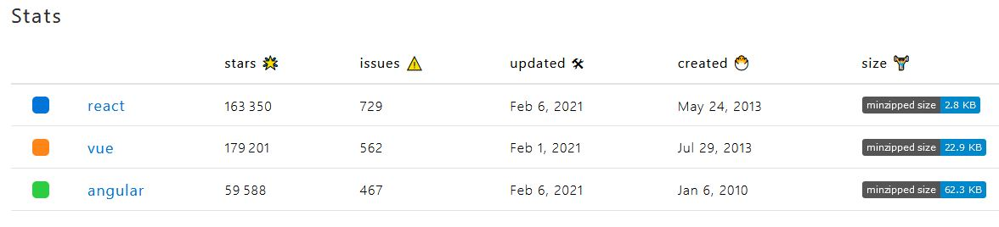 Stats
stars issues updated created size
react 163 350 729 Feb 6, 2021 May 24, 2013 minzipped size 2.8 KB
vue 179 201 562 Feb 1, 2021 Jul 29, 2013 minzipped size 22.9 KB
angular 59 588 467 Feb 6, 2021 Jan 6, 2010 minzipped size 62.3 KB